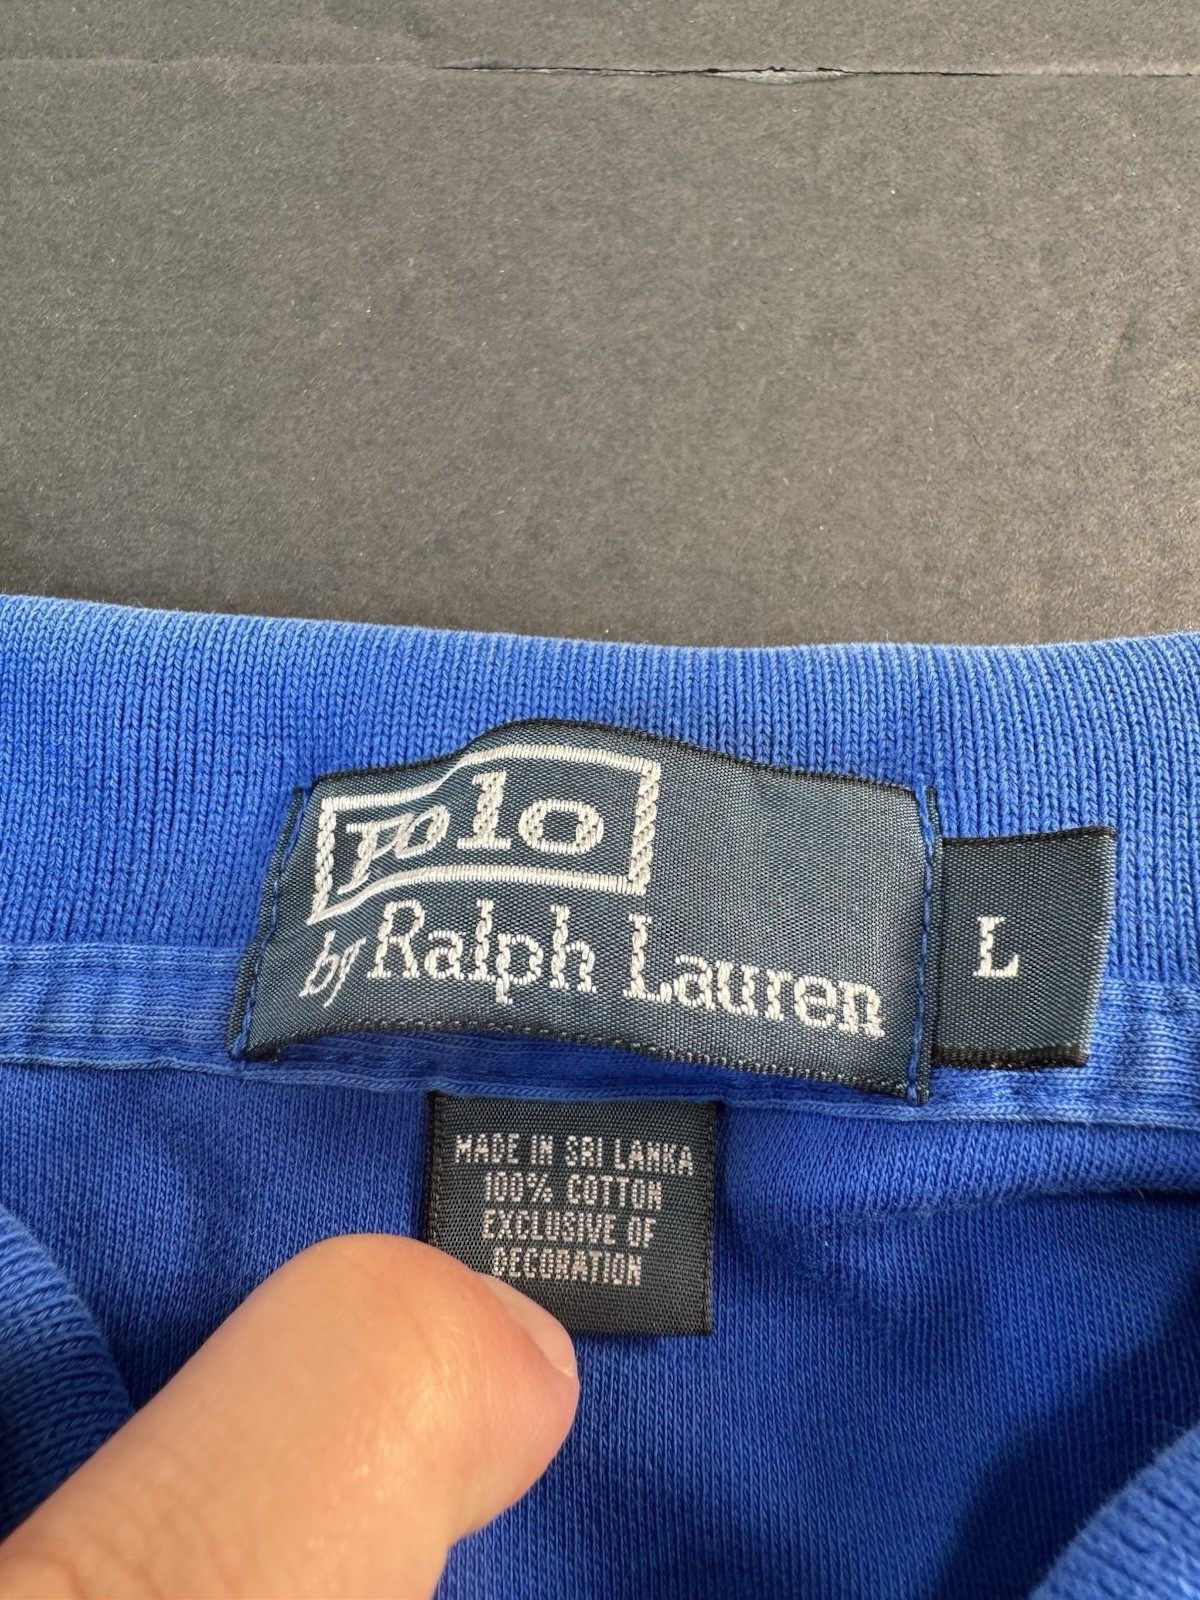 Polo
by Ralph Lauren
L
MADE IN SRI LANKA
100% COTTON
EXCLUSIVE OF
DECORATION